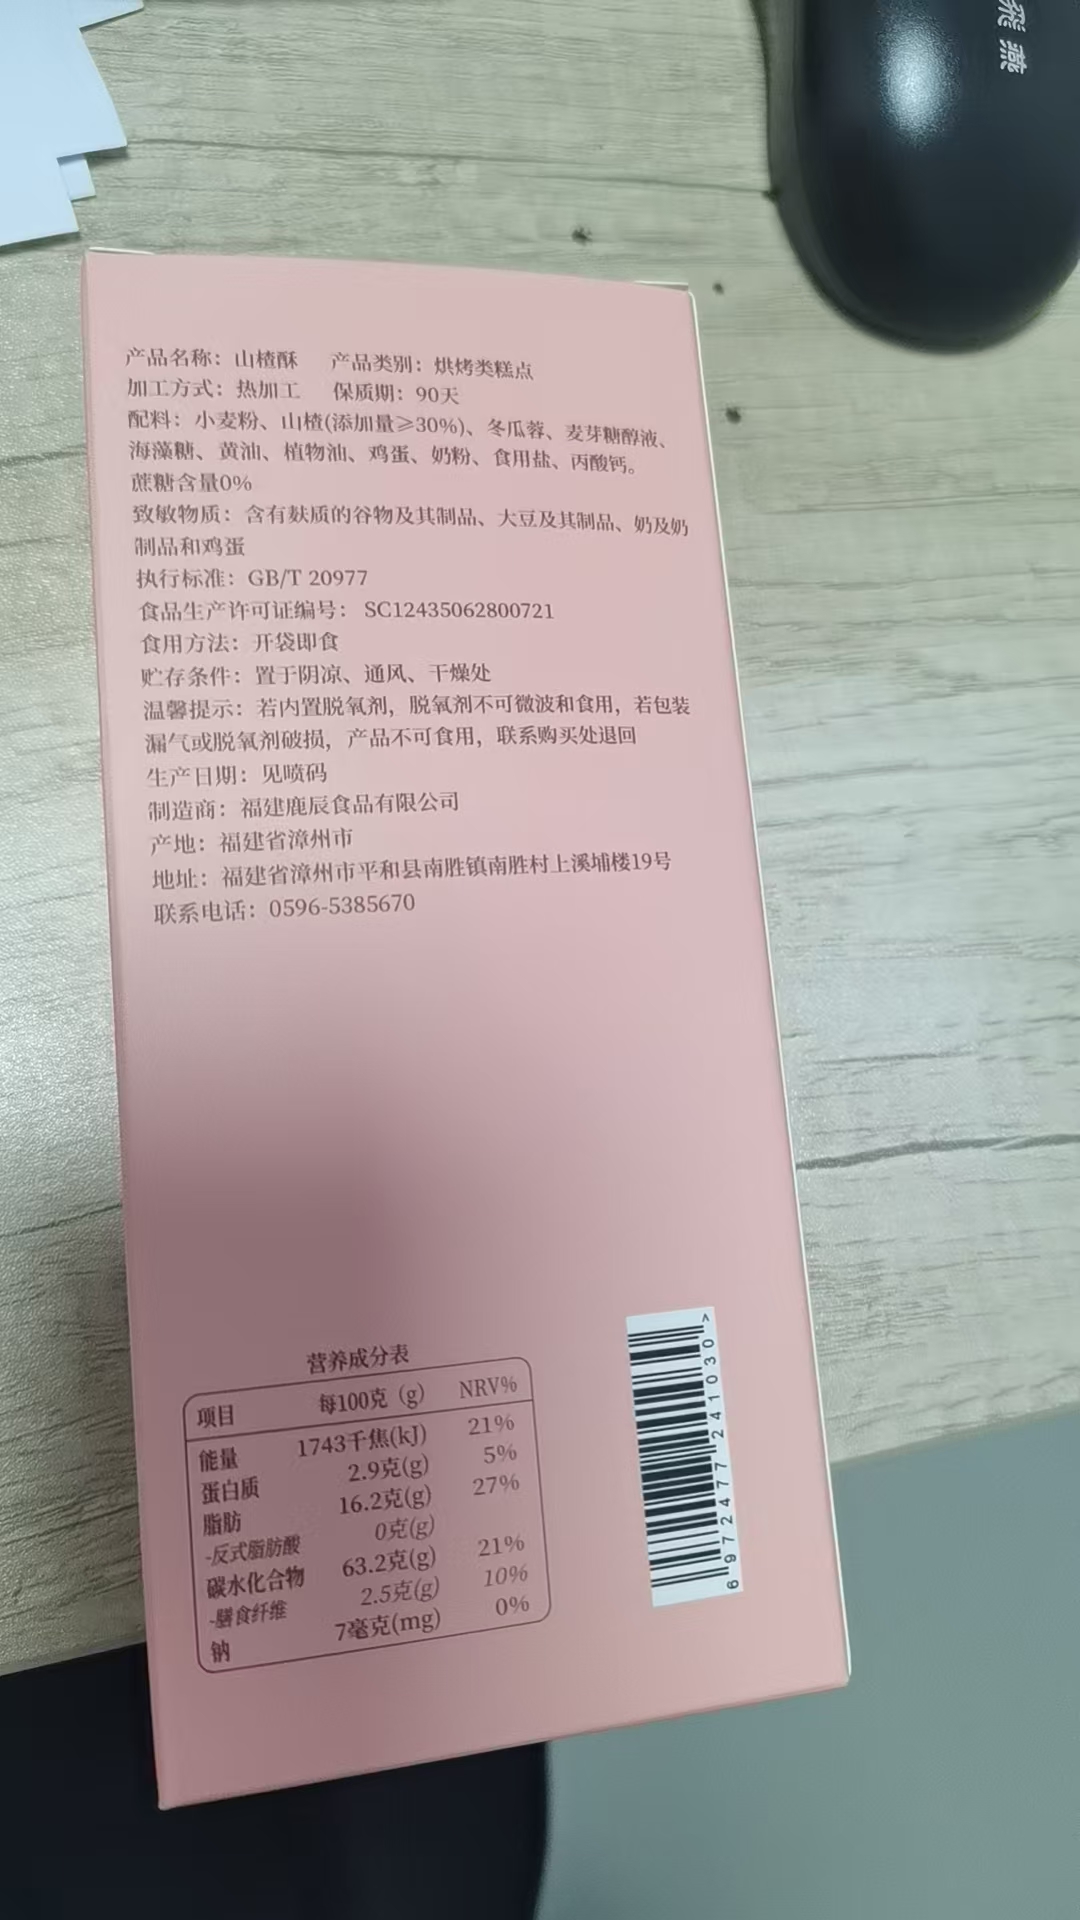 飛燕
产品名称：山楂酥 产品类别：烘烤类糕点
加工方式：热加工 保质期：90天
配料：小麦粉、山楂(添加量≥30%)、冬瓜蓉、麦芽糖醇液、
海藻糖、黄油、植物油、鸡蛋、奶粉、食用盐、丙酸钙。
蔗糖含量0%
致敏物质：含有麸质的谷物及其制品、大豆及其制品、奶及奶
制品和鸡蛋
执行标准：GB/T 20977
食品生产许可证编号： SC12435062800721
食用方法：开袋即食
贮存条件：置于阴凉、通风、干燥处
温馨提示：若内置脱氧剂，脱氧剂不可微波和食用，若包装
漏气或脱氧剂破损，产品不可食用，联系购买处退回
生产日期：见喷码
制造商：福建鹿辰食品有限公司
产地：福建省漳州市
地址：福建省漳州市平和县南胜镇南胜村上溪埔楼19号
联系电话：0596-5385670
营养成分表
项目 每100克（g） NRV%
能量 1743千焦(kJ) 21%
蛋白质 2.9克(g) 5%
脂肪 16.2克(g) 27%
-反式脂肪酸 0克(g)
碳水化合物 63.2克(g) 21%
-膳食纤维 2.5克(g) 10%
钠 7毫克(mg) 0%
6 972477 241030 >